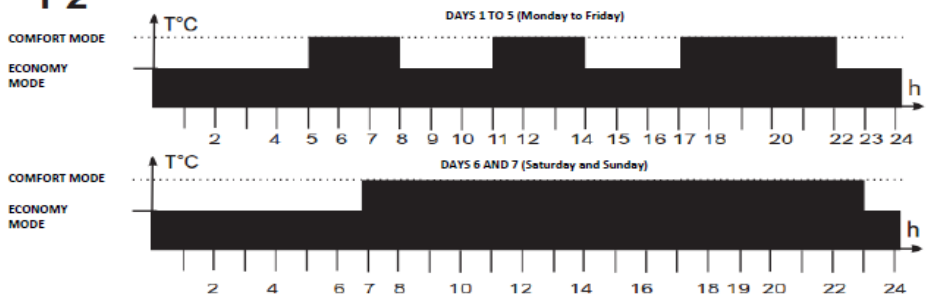 DAYS 1 TO 5 (Monday to Friday)
T°C
COMFORT MODE
ECONOMY
MODE
h
2 4 5 6 7 8 9 10 11 12 14 15 16 17 18 20 22 23 24
DAYS 6 AND 7 (Saturday and Sunday)
T°C
COMFORT MODE
ECONOMY
MODE
h
2 4 6 7 8 10 12 14 16 18 19 20 22 24